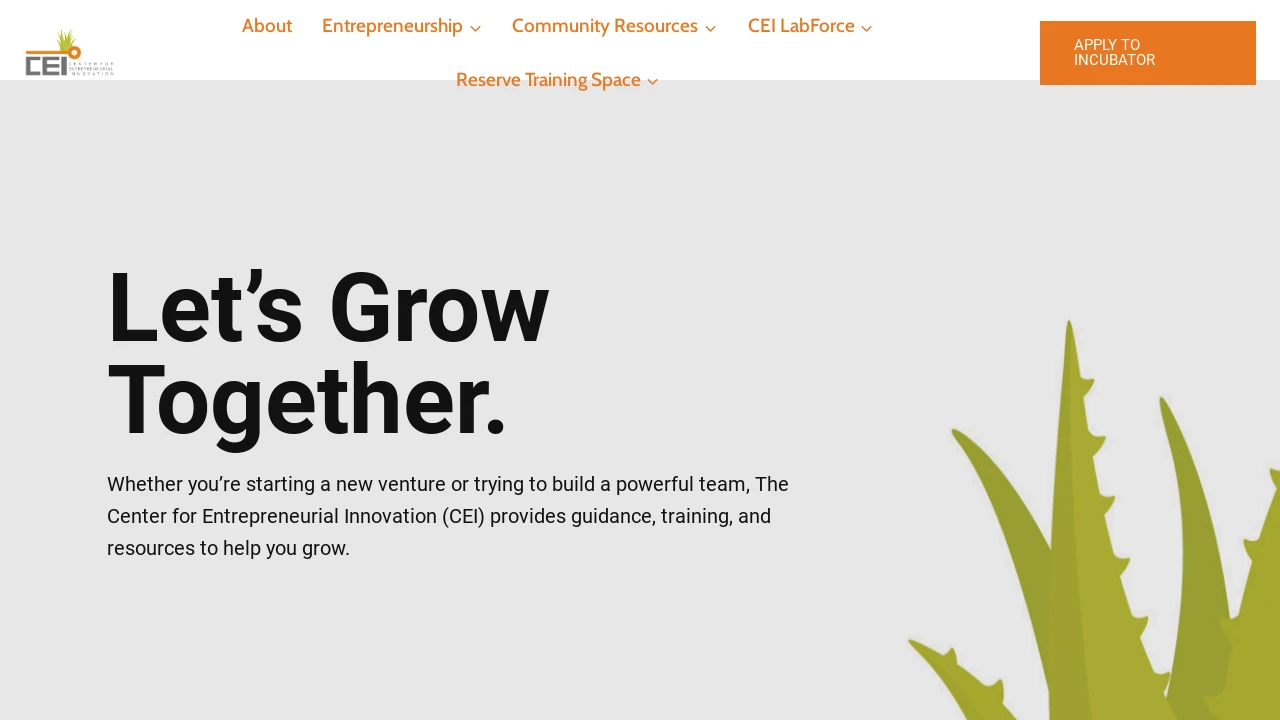 About
Entrepreneurship
Community Resources
CEI LabForce
Reserve Training Space
CEI
CENTER FOR
ENTREPRENEURIAL
INNOVATION
APPLY TO
INCUBATOR
Let’s Grow
Together.
Whether you’re starting a new venture or trying to build a powerful team, The
Center for Entrepreneurial Innovation (CEI) provides guidance, training, and
resources to help you grow.